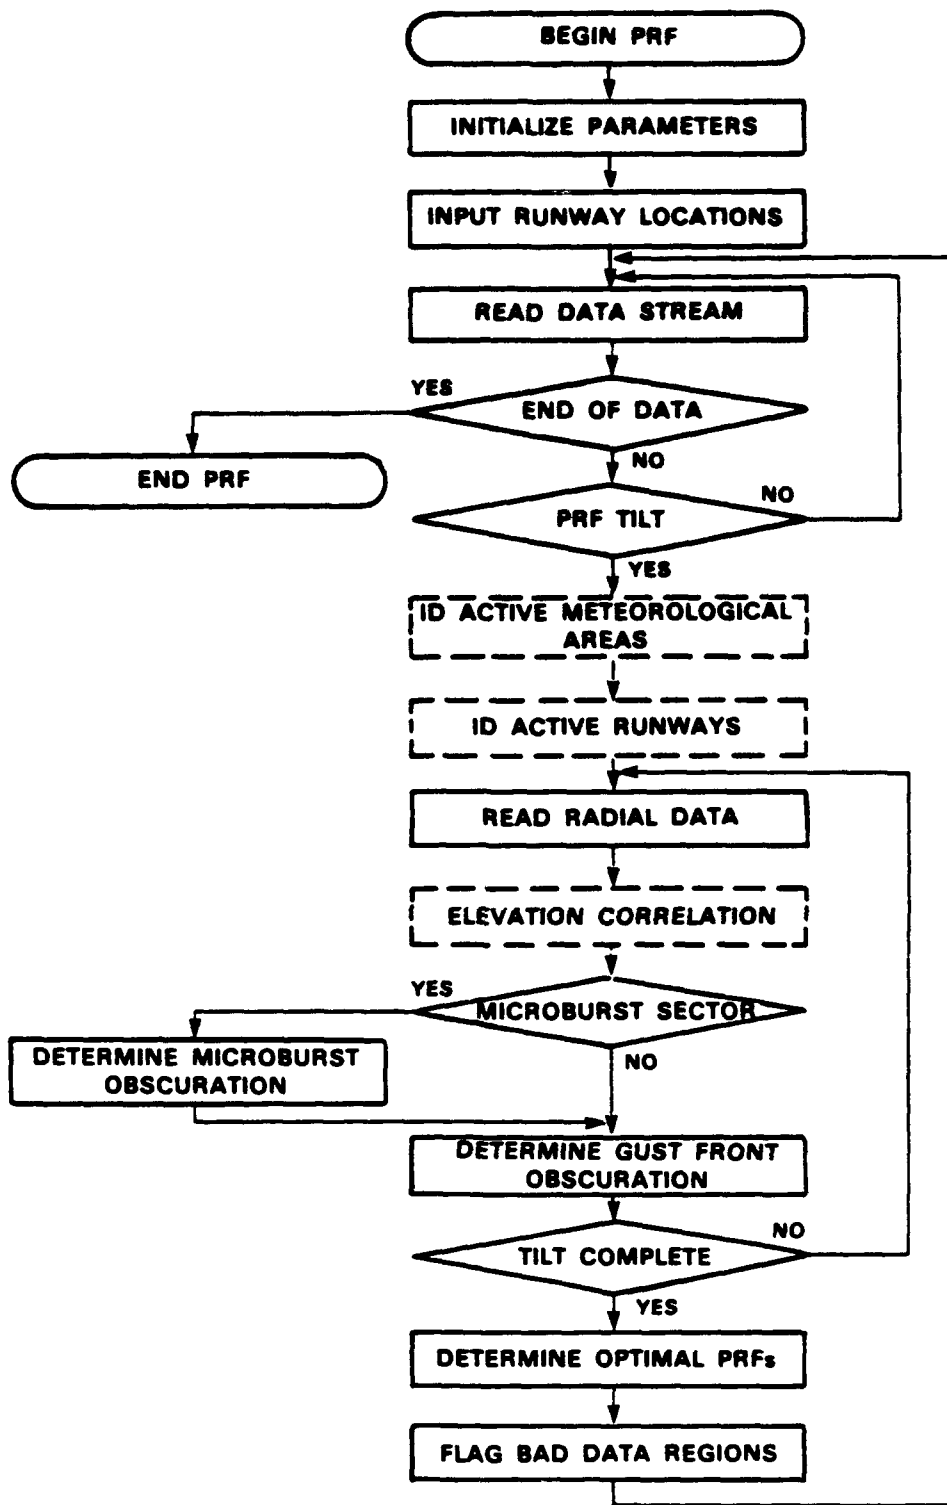 BEGIN PRF
INITIALIZE PARAMETERS
INPUT RUNWAY LOCATIONS
READ DATA STREAM
YES
END OF DATA
NO
END PRF
NO
PRF TILT
YES
ID ACTIVE METEOROLOGICAL
AREAS
ID ACTIVE RUNWAYS
READ RADIAL DATA
ELEVATION CORRELATION
YES
MICROBURST SECTOR
NO
DETERMINE MICROBURST
OBSCURATION
DETERMINE GUST FRONT
OBSCURATION
NO
TILT COMPLETE
YES
DETERMINE OPTIMAL PRFs
FLAG BAD DATA REGIONS